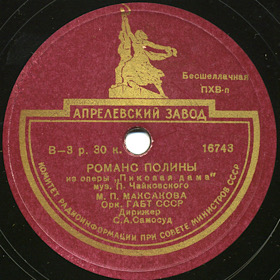 Бесшеллачная
ПХВ-п
АПРЕЛЕВСКИЙ ЗАВОД
В-3 р. 30 к.
16743
РОМАНС ПОЛИНЫ
из оперы „Пиковая дама"
муз. П. Чайковского
М. П. МАКСАКОВА
Орк. ГАБТ СССР
Дирижер
С. А. Самосуд
КОМИТЕТ РАДИОИНФОРМАЦИИ ПРИ СОВЕТЕ МИНИСТРОВ СССР